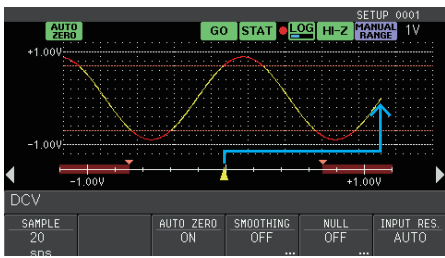 SETUP 0001
AUTO ZERO GO STAT LOG HI-Z MANUAL RANGE 1V
+1.00V
-1.00V
-1.00V +1.00V
DCV
SAMPLE AUTO ZERO SMOOTHING NULL INPUT RES.
20 ON OFF OFF AUTO
SPS ... ...